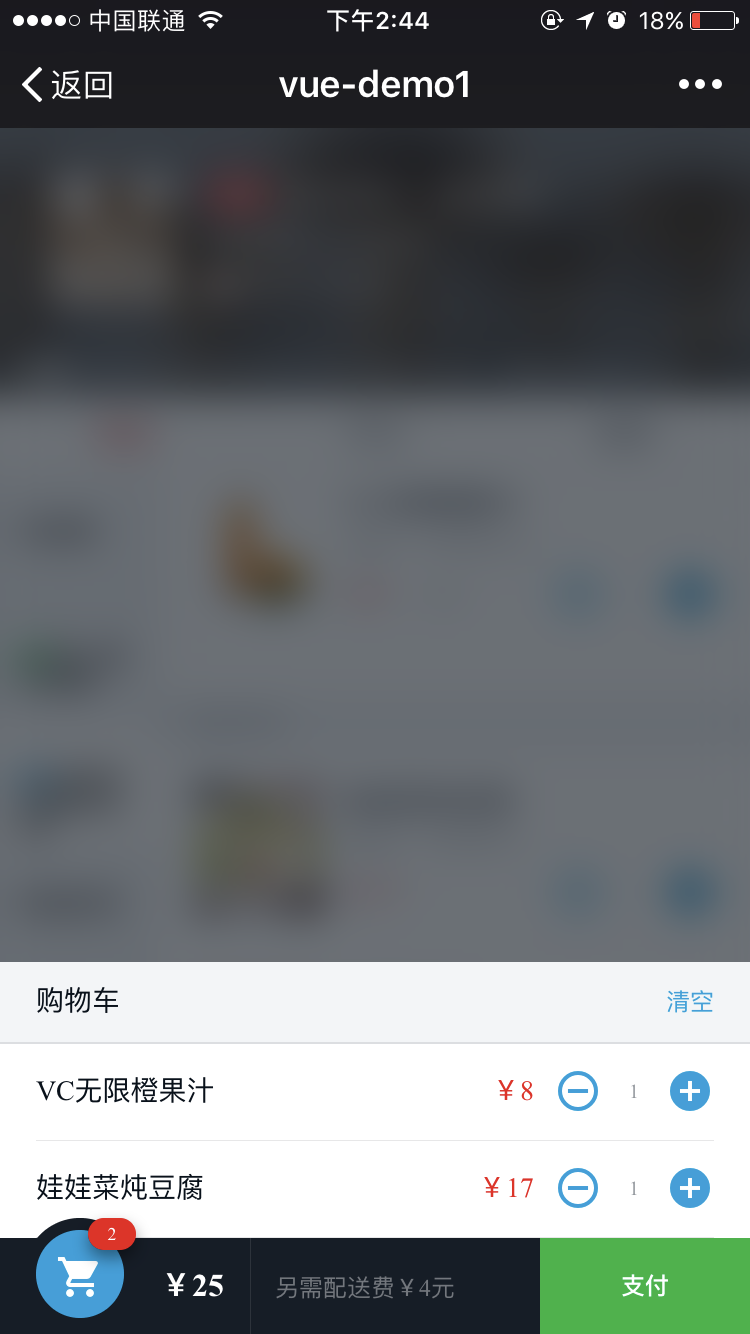 中国联通 下午2:44 18%
返回 vue-demo1
购物车 清空
VC无限橙果汁 ¥8 1
娃娃菜炖豆腐 ¥17 1
2
¥25 另需配送费¥4元 支付